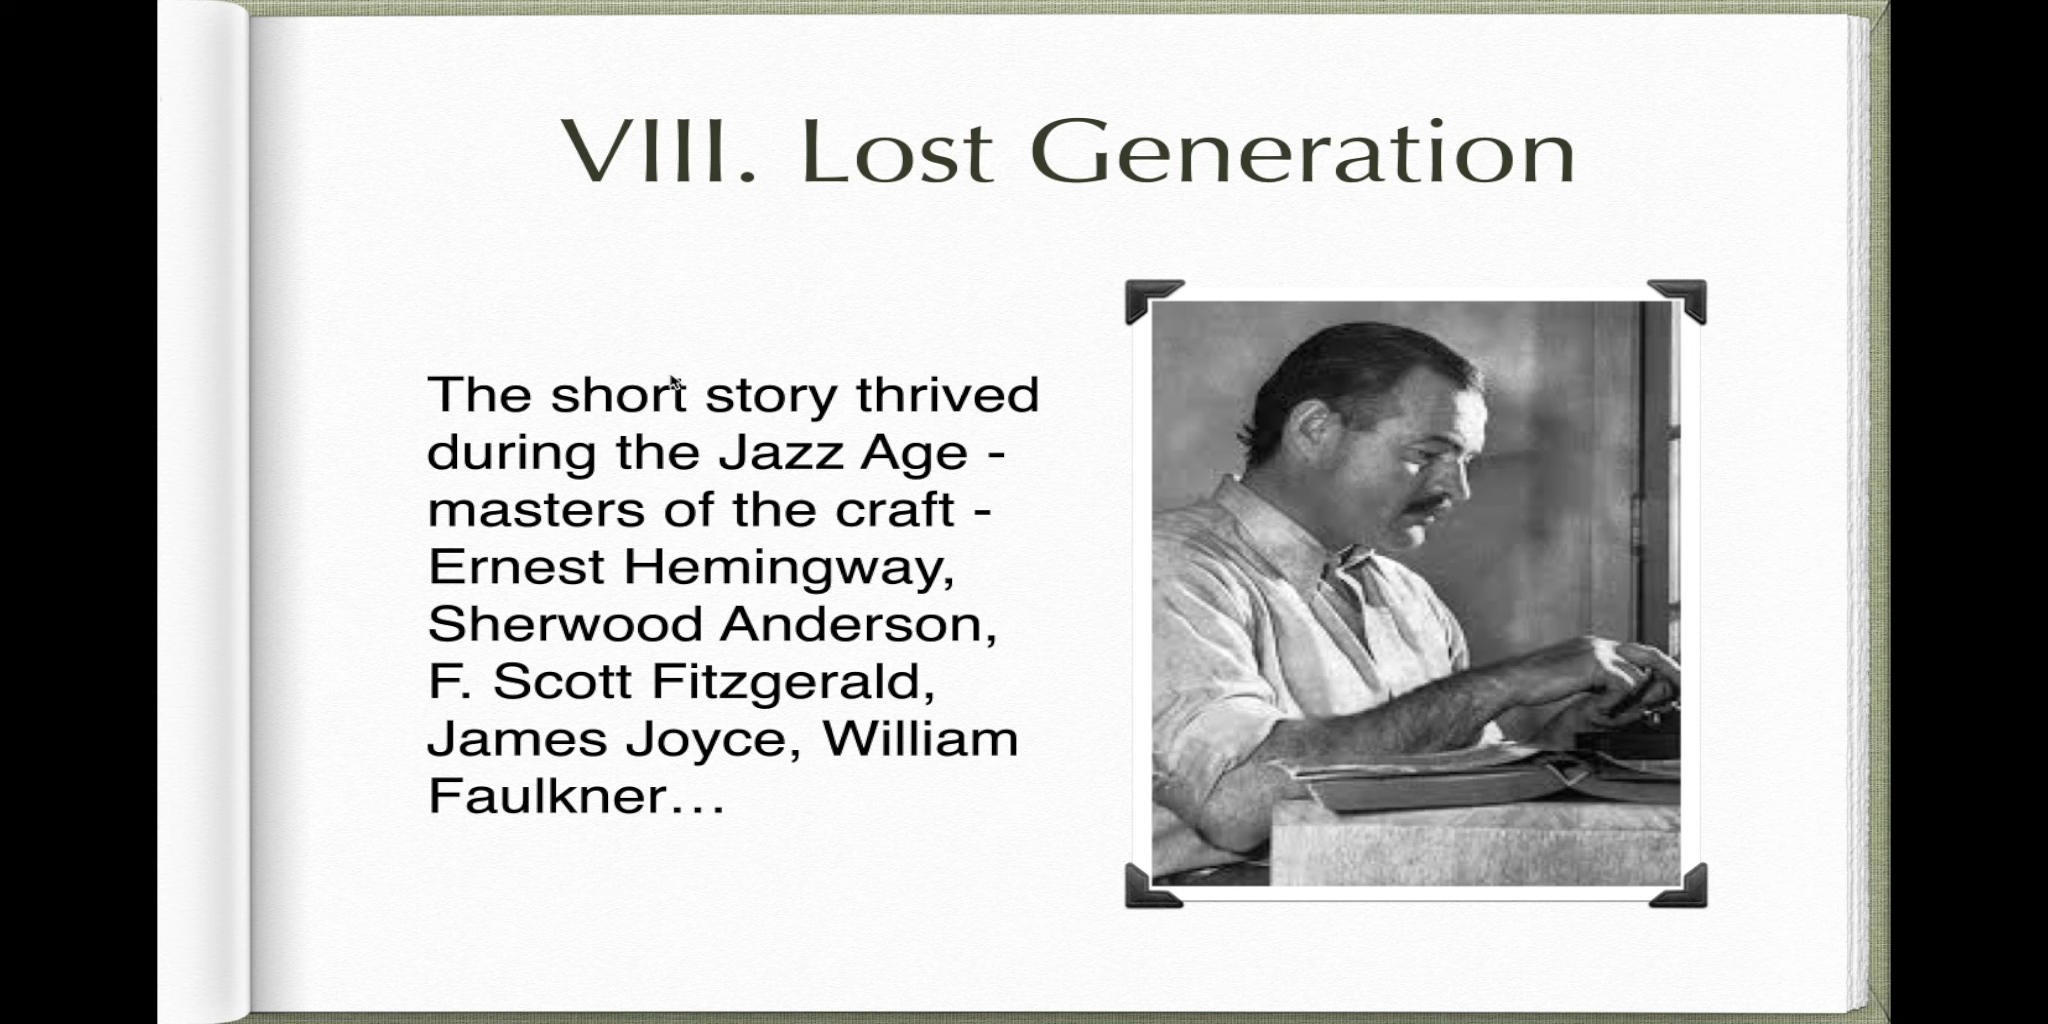 VIII. Lost Generation
The short story thrived
during the Jazz Age -
masters of the craft -
Ernest Hemingway,
Sherwood Anderson,
F. Scott Fitzgerald,
James Joyce, William
Faulkner…